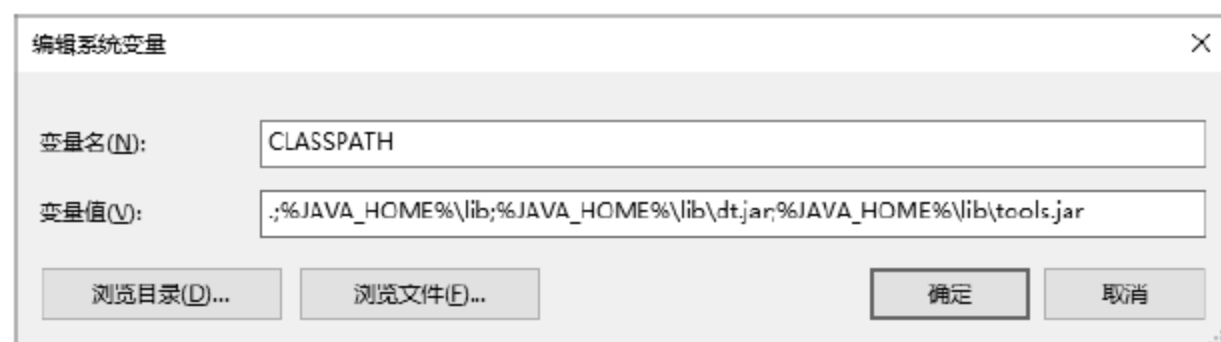 编辑系统变量
变量名(N): CLASSPATH
变量值(V): .;%JAVA_HOME%\lib;%JAVA_HOME%\lib\dt.jar;%JAVA_HOME%\lib\tools.jar
浏览目录(D)... 浏览文件(F)... 确定 取消